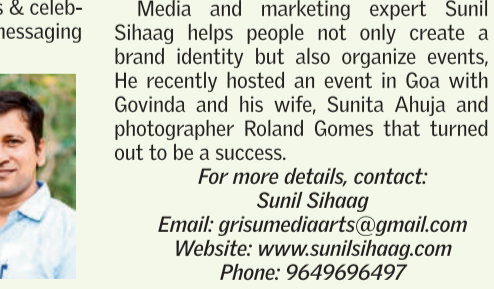 s & celeb-
nessaging
Media and marketing expert Sunil
Sihaag helps people not only create a
brand identity but also organize events,
He recently hosted an event in Goa with
Govinda and his wife, Sunita Ahuja and
photographer Roland Gomes that turned
out to be a success.
For more details, contact:
Sunil Sihaag
Email: grisumediaarts@gmail.com
Website: www.sunilsihaag.com
Phone: 9649696497